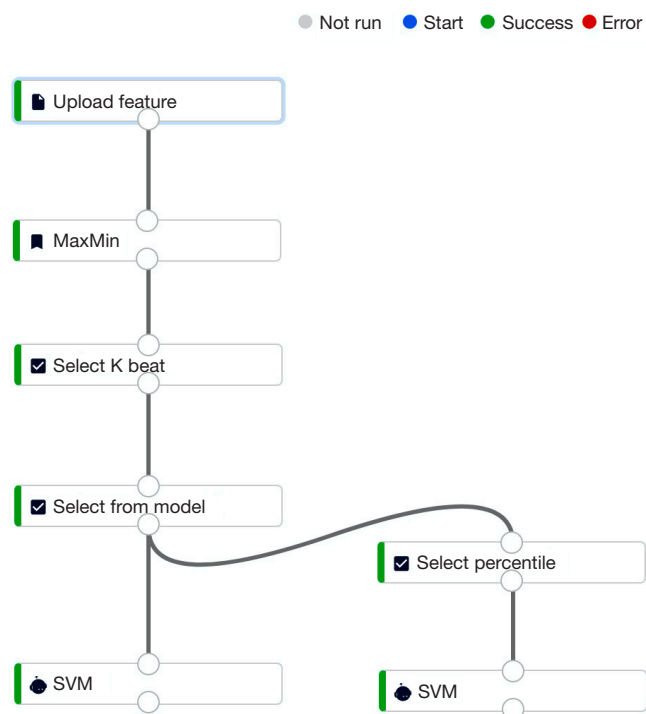 Not run Start Success Error
Upload feature
MaxMin
Select K beat
Select from model
Select percentile
SVM
SVM